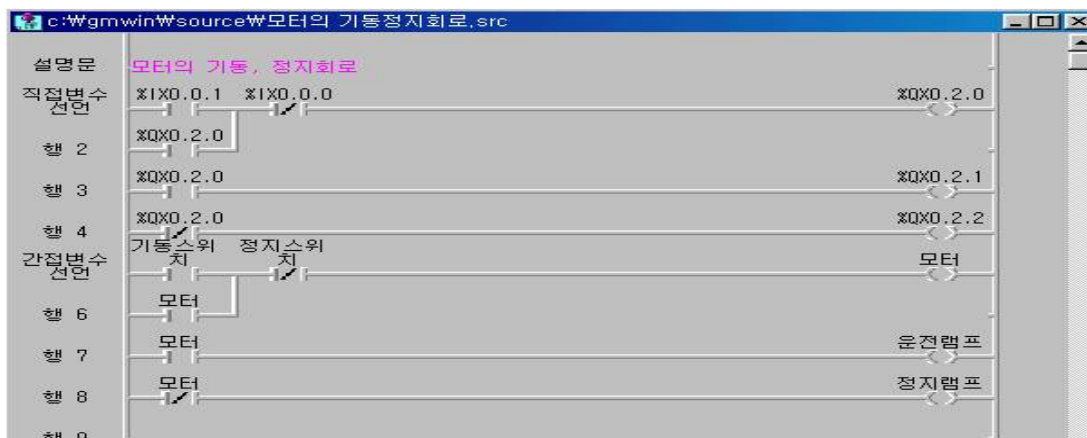 c:₩gmwin₩source₩모터의 기동정지회로.src
설명문 모터의 기동, 정지회로
직접변수 선언 %IX0.0.1 %IX0.0.0 %QX0.2.0
행 2 %QX0.2.0
행 3 %QX0.2.0 %QX0.2.1
행 4 %QX0.2.0 %QX0.2.2
간접변수 선언 기동스위치 정지스위치 모터
행 6 모터
행 7 모터 운전램프
행 8 모터 정지램프
행 9